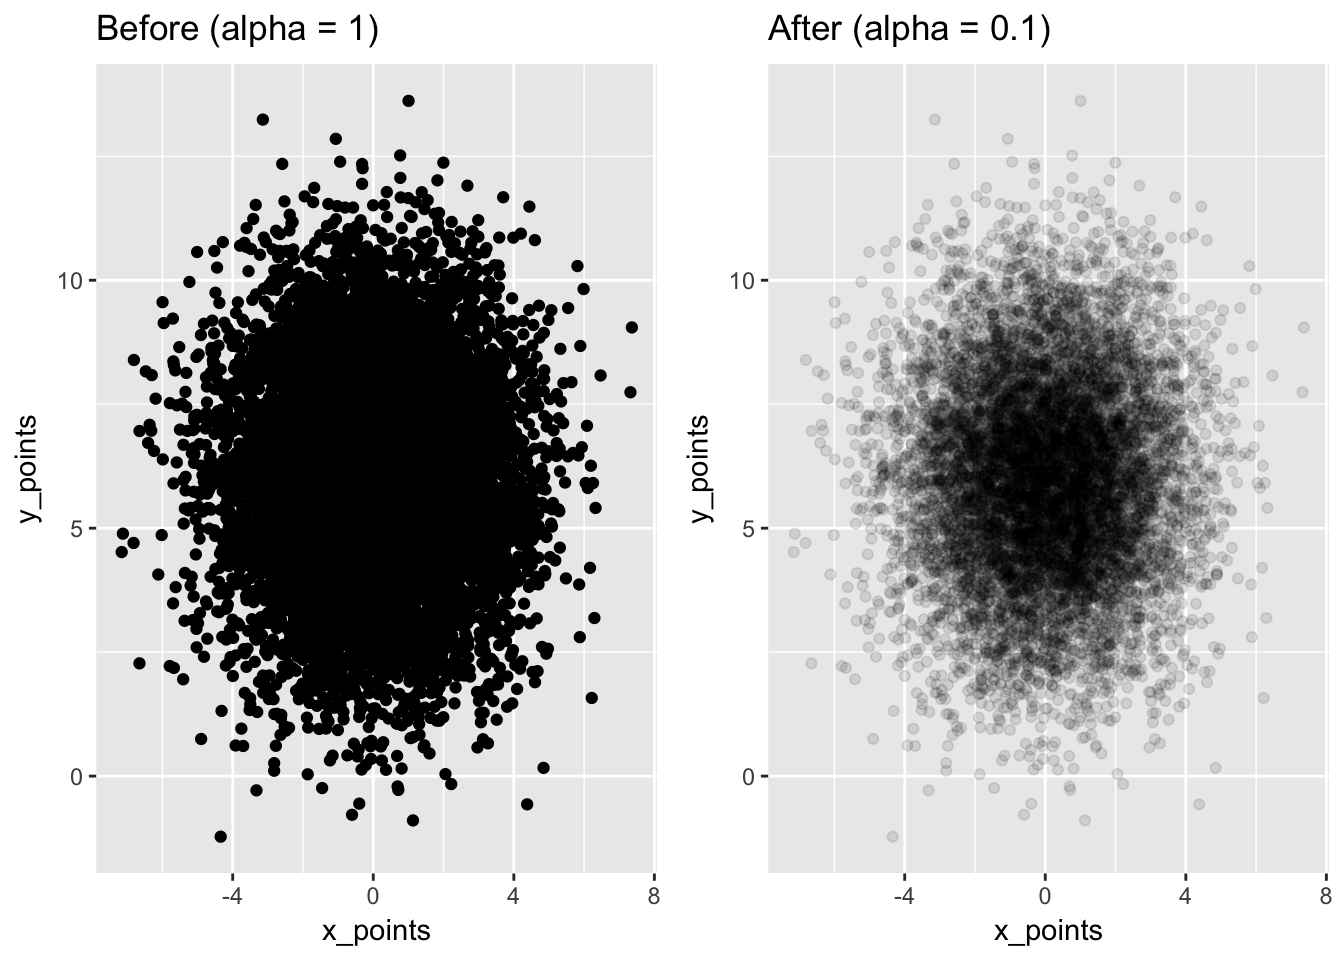 Before (alpha = 1)
10
5
0
y_points
-4 0 4 8
x_points
After (alpha = 0.1)
10
5
0
y_points
-4 0 4 8
x_points